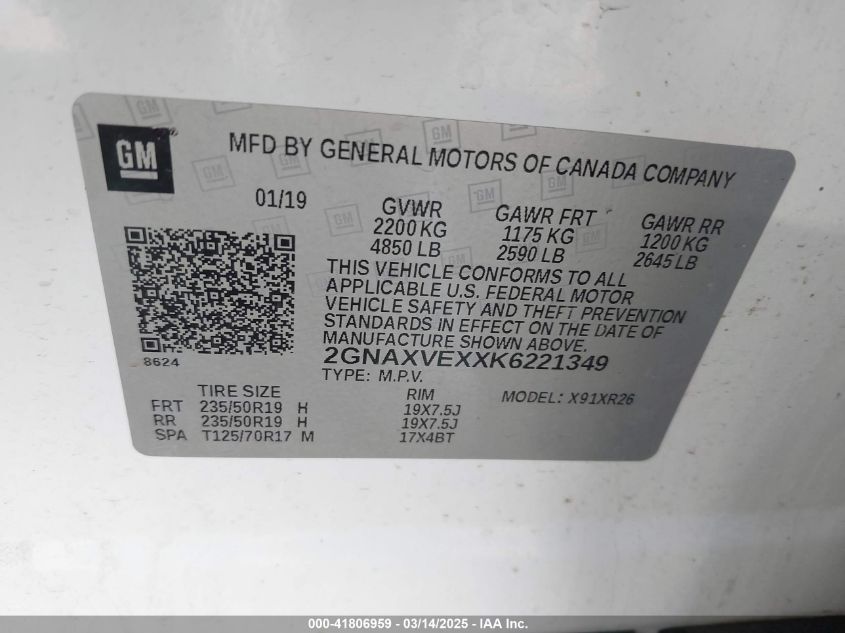 GM
MFD BY GENERAL MOTORS OF CANADA COMPANY
01/19
GVWR GAWR FRT GAWR RR
2200 KG 1175 KG 1200 KG
4850 LB 2590 LB 2645 LB
THIS VEHICLE CONFORMS TO ALL
APPLICABLE U.S. FEDERAL MOTOR
VEHICLE SAFETY AND THEFT PREVENTION
STANDARDS IN EFFECT ON THE DATE OF
MANUFACTURE SHOWN ABOVE.
8624
2GNAXVEXXK6221349
TYPE: M.P.V.
TIRE SIZE RIM MODEL: X91XR26
FRT 235/50R19 H 19X7.5J
RR 235/50R19 H 19X7.5J
SPA T125/70R17 M 17X4BT
000-41806959 - 03/14/2025 - IAA Inc.